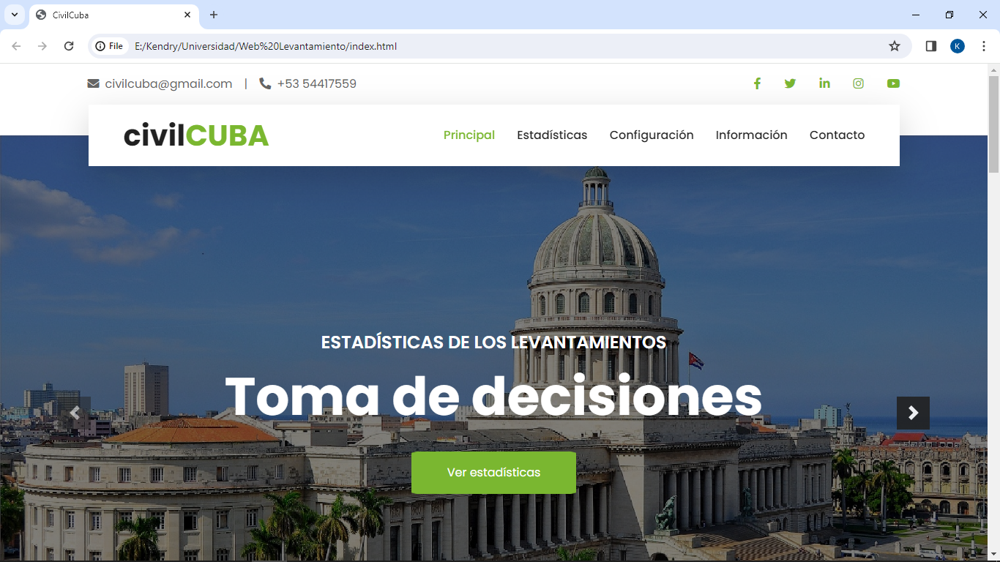 CivilCuba
File
E:/Kendry/Universidad/Web%20Levantamiento/index.html
K
civilcuba@gmail.com | +53 54417559
civilCUBA
Principal Estadísticas Configuración Información Contacto
ESTADÍSTICAS DE LOS LEVANTAMIENTOS
Toma de decisiones
Ver estadísticas